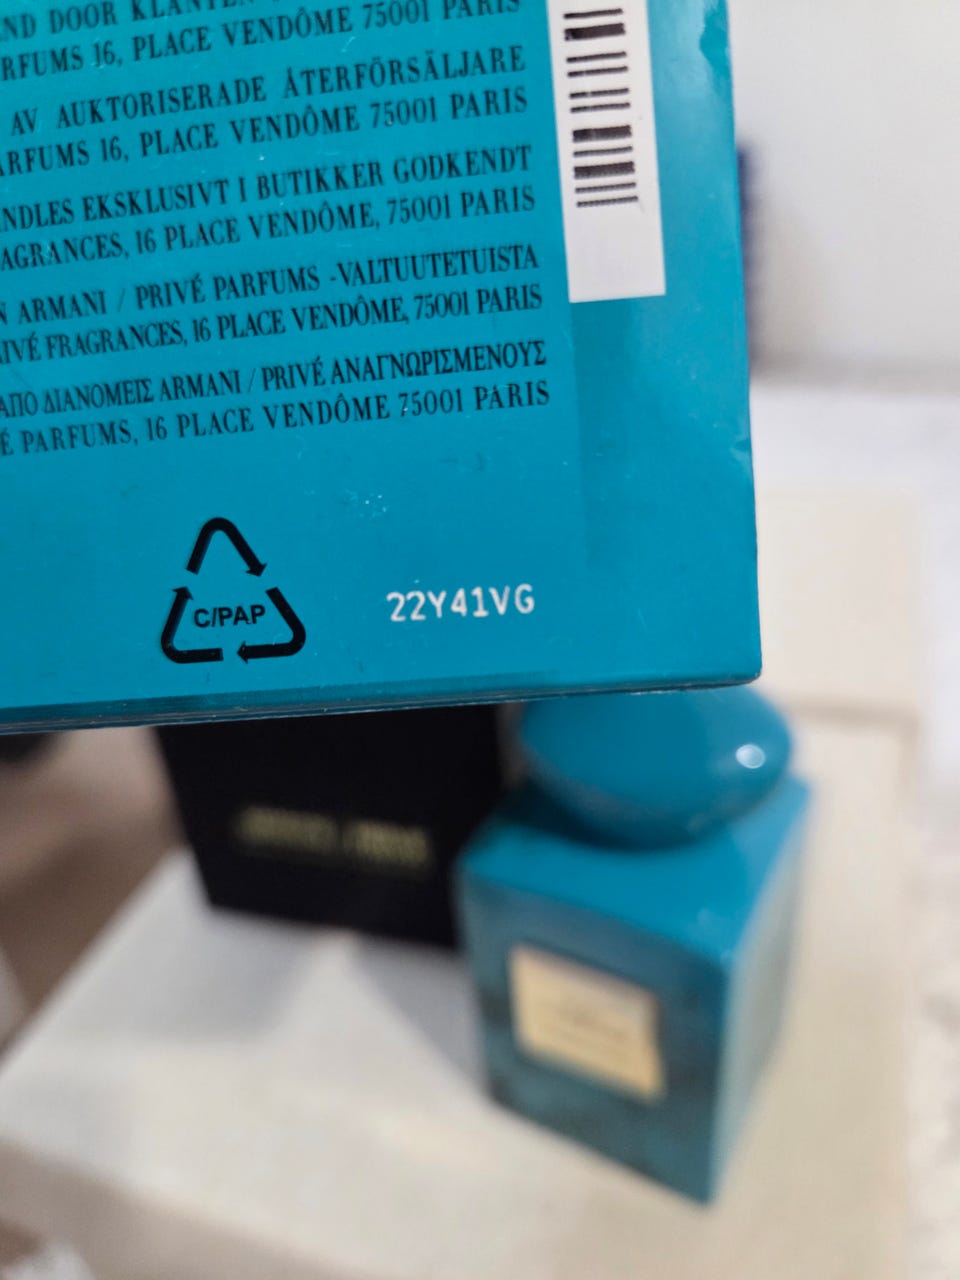 ND DOOR KLANTEN
RFUMS 16, PLACE VENDÔME 75001 PARIS
AV AUKTORISERADE ÅTERFÖRSÄLJARE
ARFUMS 16, PLACE VENDÔME 75001 PARIS
NDLES EKSKLUSIVT I BUTIKKER GODKENDT
AGRANCES, 16 PLACE VENDÔME, 75001 PARIS
N ARMANI / PRIVÉ PARFUMS -VALTUUTETUISTA
IVÉ FRAGRANCES, 16 PLACE VENDÔME, 75001 PARIS
ΑΠΟ ΔΙΑΝΟΜΕΙΣ ARMANI / PRIVÉ ΑΝΑΓΝΩΡΙΣΜΕΝΟΥΣ
É PARFUMS, 16 PLACE VENDÔME 75001 PARIS
C/PAP
22Y41VG